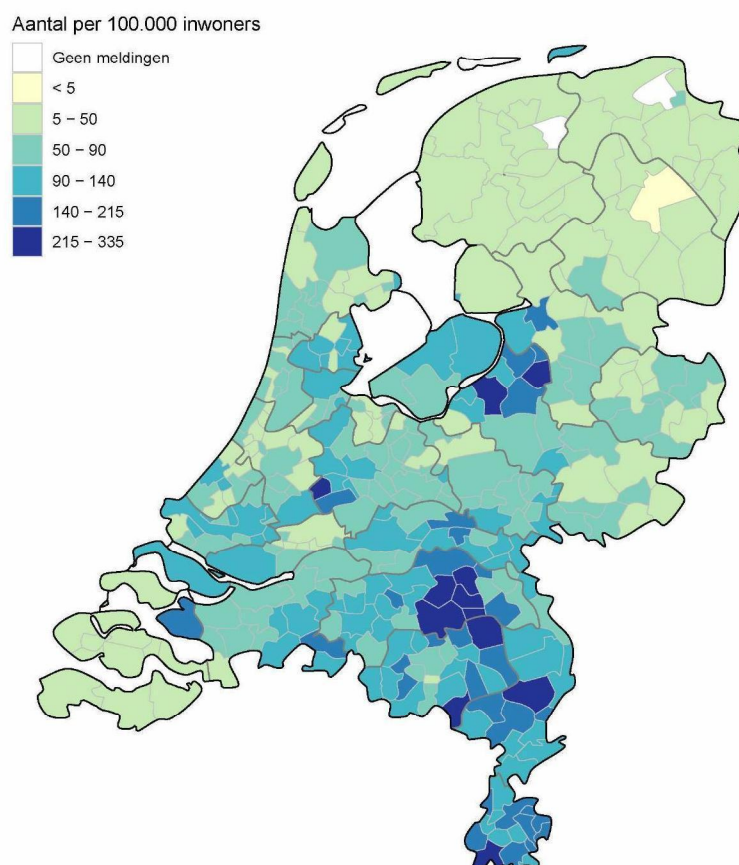 Aantal per 100.000 inwoners
Geen meldingen
< 5
5 – 50
50 – 90
90 – 140
140 – 215
215 – 335